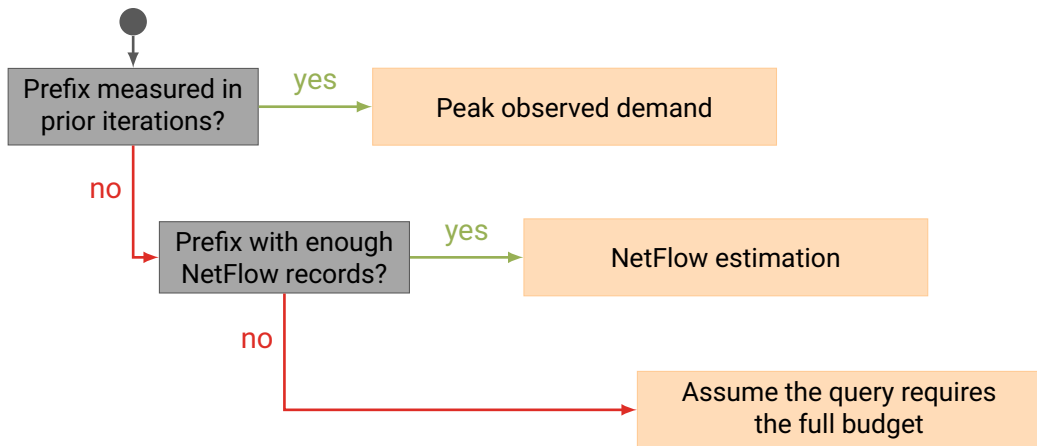 Prefix measured in
prior iterations?
yes
Peak observed demand
no
Prefix with enough
NetFlow records?
yes
NetFlow estimation
no
Assume the query requires
the full budget